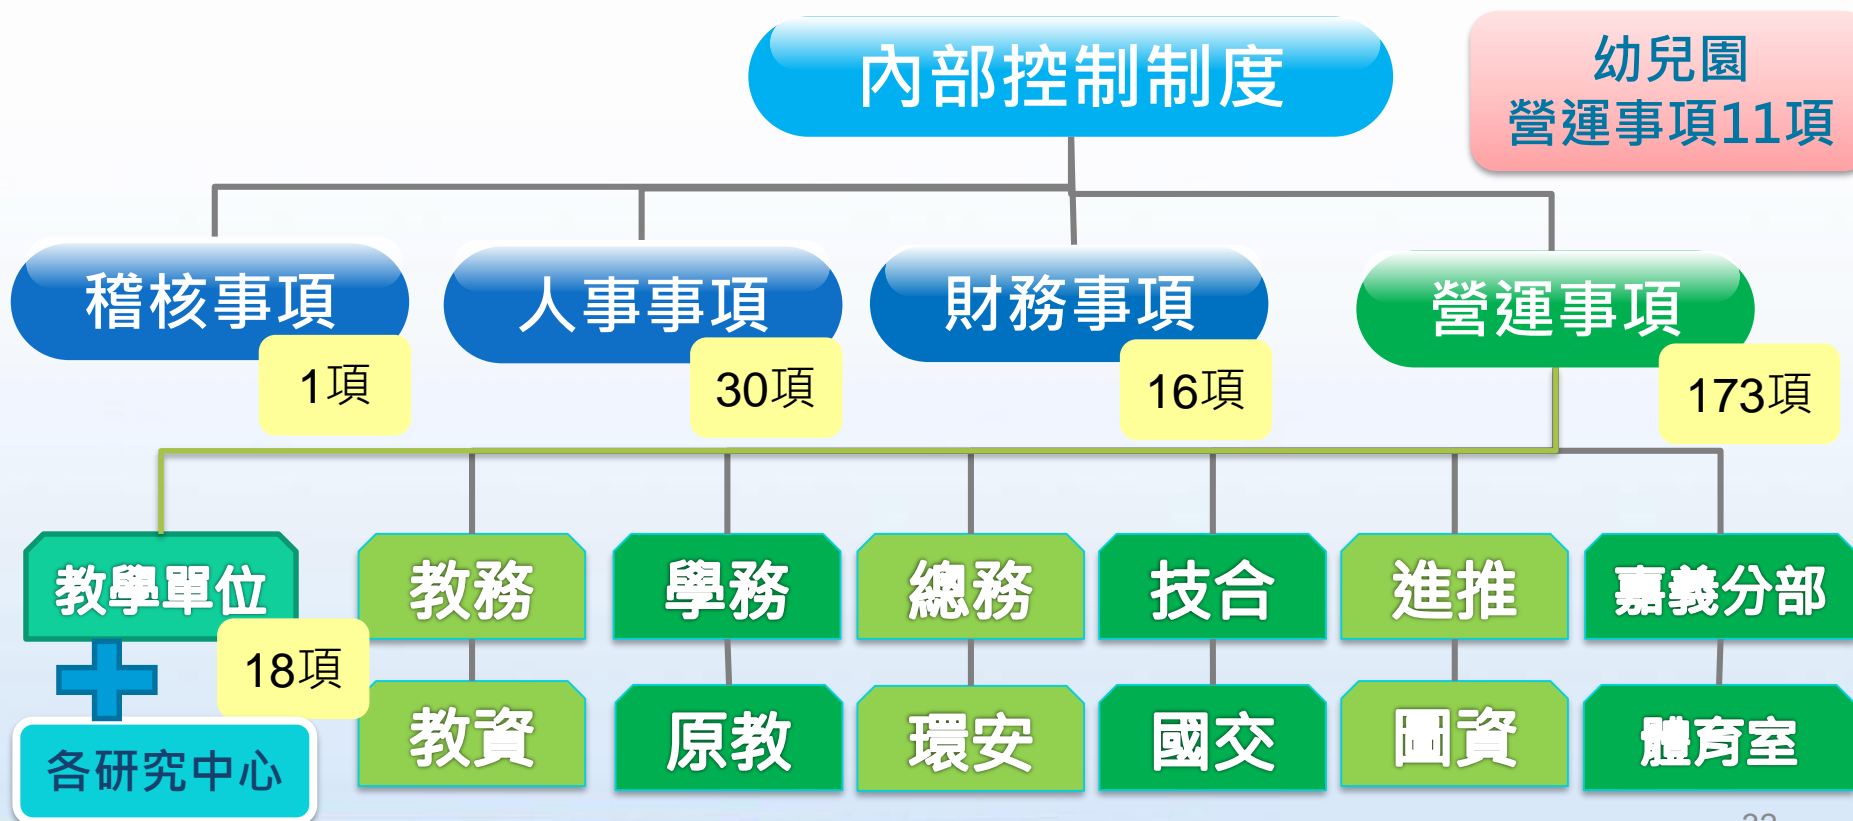 內部控制制度
幼兒園
營運事項11項
稽核事項
人事事項
財務事項
營運事項
1項
30項
16項
173項
教學單位
教務
學務
總務
技合
進推
嘉義分部
18項
教資
原教
環安
國交
圖資
體育室
各研究中心